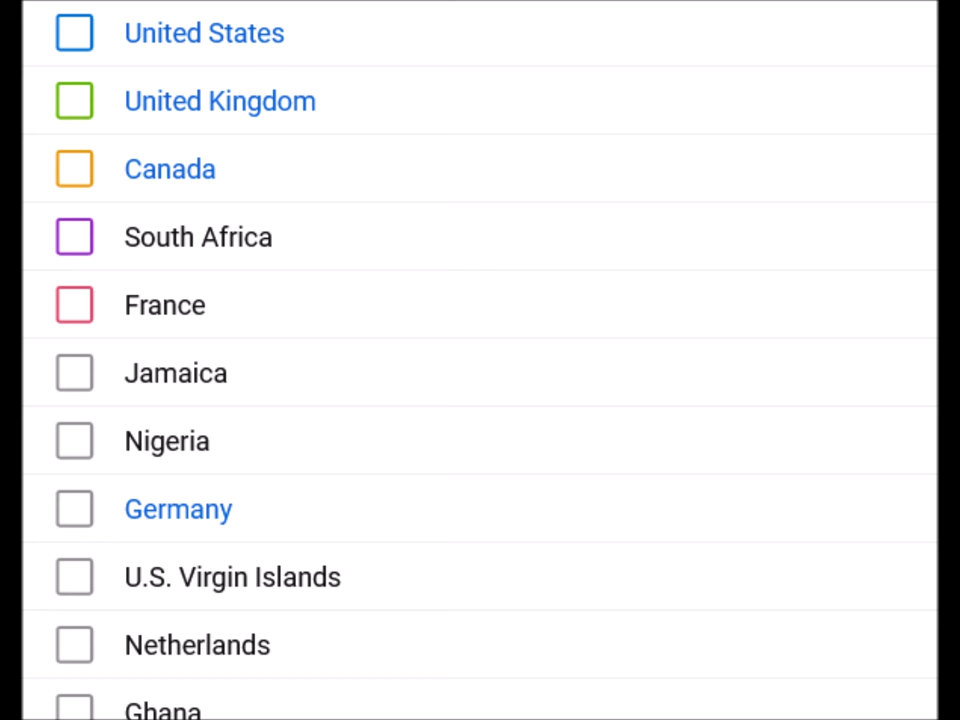 United States
United Kingdom
Canada
South Africa
France
Jamaica
Nigeria
Germany
U.S. Virgin Islands
Netherlands
Ghana